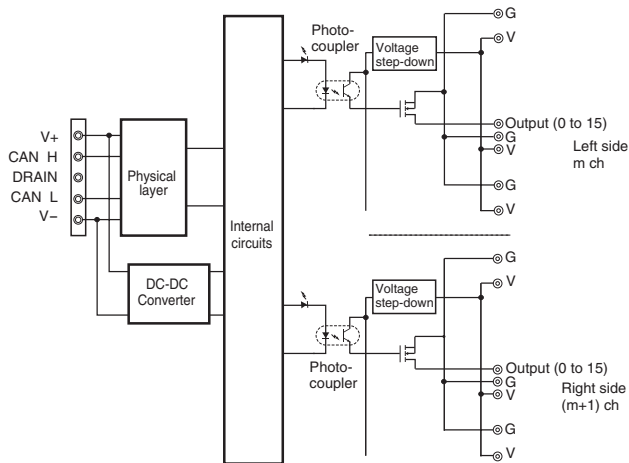 G
Photo-
coupler
Voltage
step-down
V
V+
CAN H
DRAIN
CAN L
V−
Physical
layer
Output (0 to 15)
G
V
Left side
m ch
G
V
Internal
circuits
DC-DC
Converter
G
Voltage
step-down
V
Photo-
coupler
Output (0 to 15)
G
V
Right side
(m+1) ch
G
V